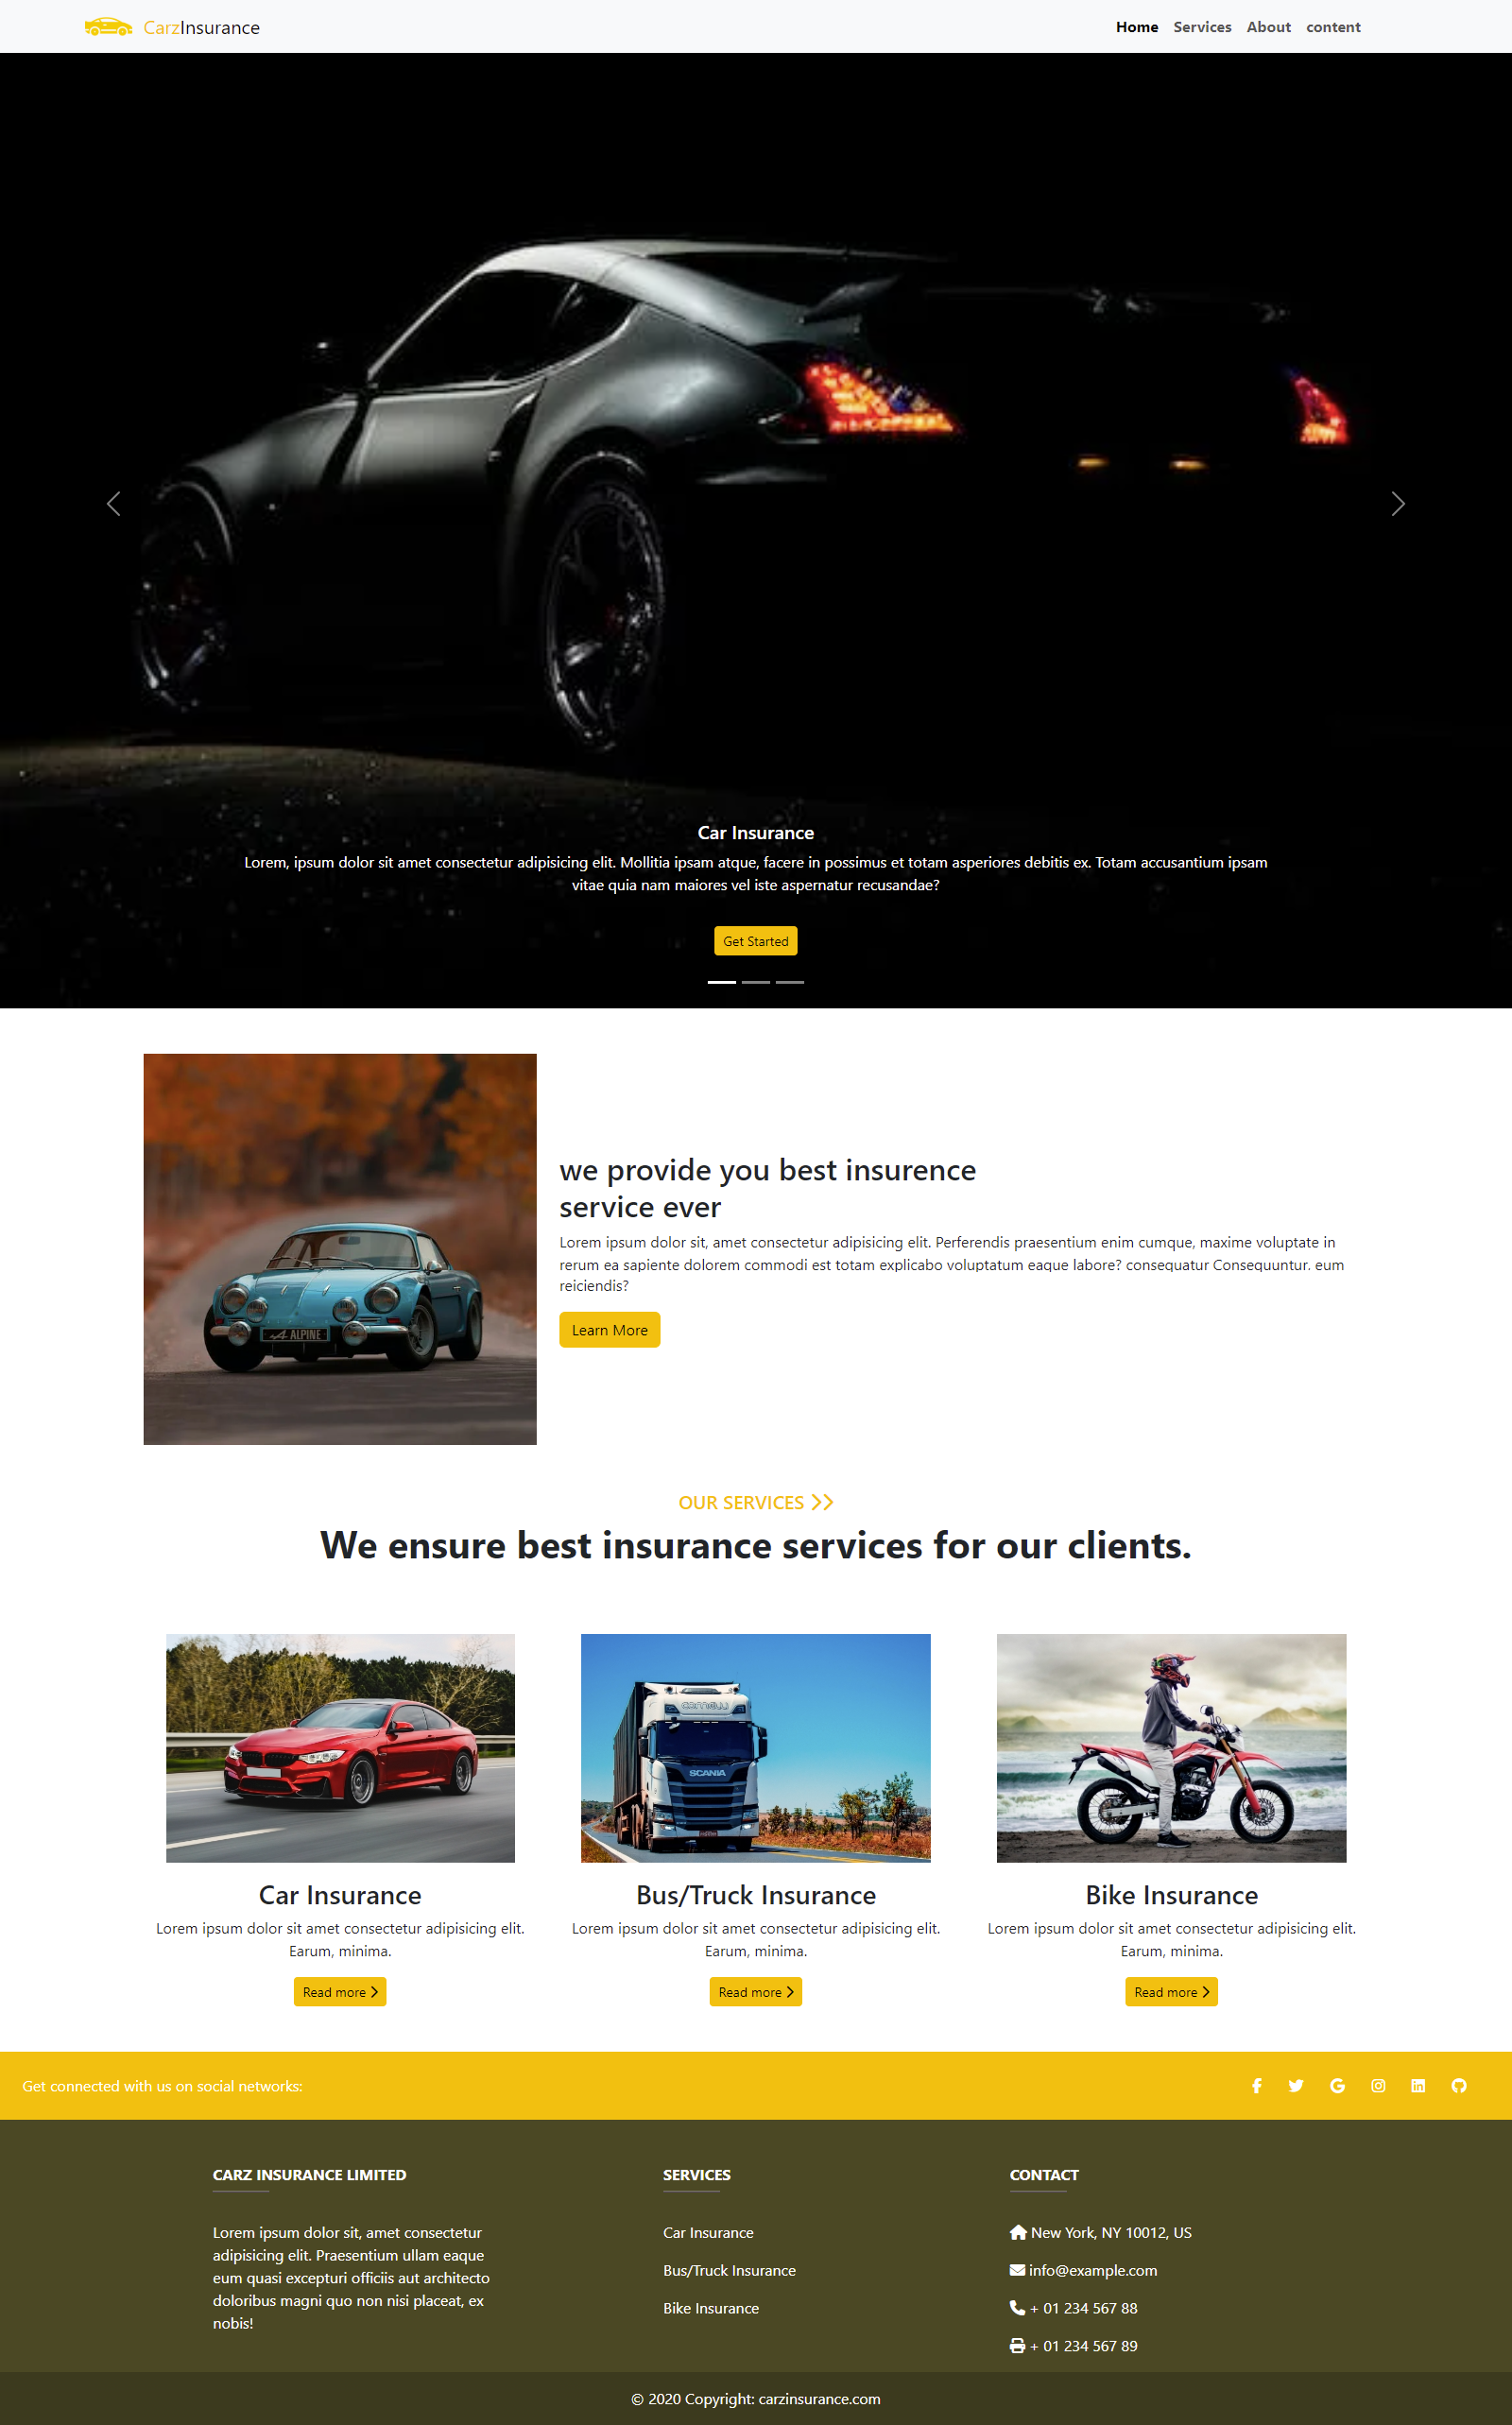 CarzInsurance
Home Services About content
Car Insurance
Lorem, ipsum dolor sit amet consectetur adipisicing elit. Mollitia ipsam atque, facere in possimus et totam asperiores debitis ex. Totam accusantium ipsam
vitae quia nam maiores vel iste aspernatur recusandae?
Get Started
we provide you best insurence
service ever
Lorem ipsum dolor sit, amet consectetur adipisicing elit. Perferendis praesentium enim cumque, maxime voluptate in
rerum ea sapiente dolorem commodi est totam explicabo voluptatum eaque labore? consequatur Consequuntur, eum
reiciendis?
ALPINE
Learn More
OUR SERVICES
We ensure best insurance services for our clients.
SCANIA
Car Insurance
Lorem ipsum dolor sit amet consectetur adipisicing elit.
Earum, minima.
Read more
Bus/Truck Insurance
Lorem ipsum dolor sit amet consectetur adipisicing elit.
Earum, minima.
Read more
Bike Insurance
Lorem ipsum dolor sit amet consectetur adipisicing elit.
Earum, minima.
Read more
Get connected with us on social networks:
CARZ INSURANCE LIMITED
Lorem ipsum dolor sit, amet consectetur
adipisicing elit. Praesentium ullam eaque
eum quasi excepturi officiis aut architecto
doloribus magni quo non nisi placeat, ex
nobis!
SERVICES
Car Insurance
Bus/Truck Insurance
Bike Insurance
CONTACT
New York, NY 10012, US
info@example.com
+ 01 234 567 88
+ 01 234 567 89
© 2020 Copyright: carzinsurance.com